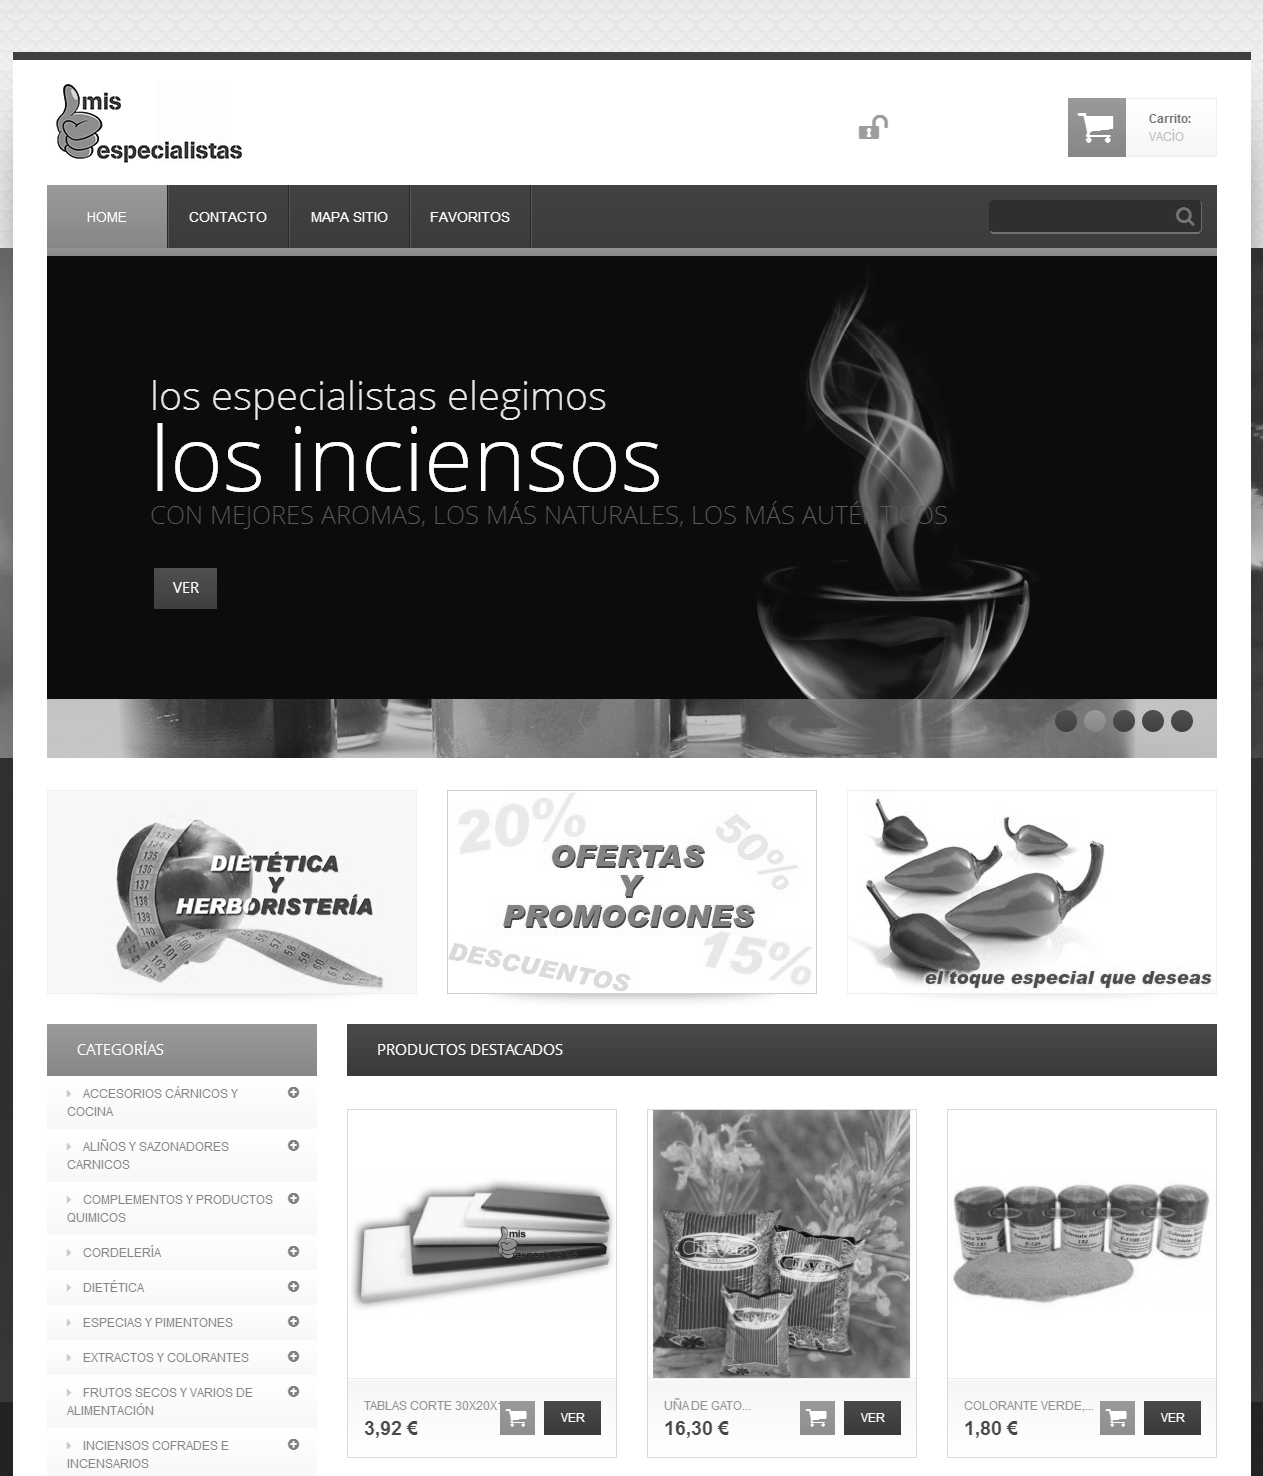 mis
especialistas
Carrito:
VACÍO
HOME
CONTACTO
MAPA SITIO
FAVORITOS
los especialistas elegimos
los inciensos
CON MEJORES AROMAS, LOS MÁS NATURALES, LOS MÁS AUTÉNTICOS
VER
DIETÉTICA
Y
HERBORISTERÍA
20%
50%
OFERTAS
Y
PROMOCIONES
DESCUENTOS
15%
el toque especial que deseas
CATEGORÍAS
ACCESORIOS CÁRNICOS Y
COCINA
ALIÑOS Y SAZONADORES
CARNICOS
COMPLEMENTOS Y PRODUCTOS
QUIMICOS
CORDELERÍA
DIETÉTICA
ESPECIAS Y PIMENTONES
EXTRACTOS Y COLORANTES
FRUTOS SECOS Y VARIOS DE
ALIMENTACIÓN
INCIENSOS COFRADES E
INCENSARIOS
PRODUCTOS DESTACADOS
mis
especialistas
TABLAS CORTE 30X20X1
3,92 €
VER
UÑA DE GATO...
16,30 €
VER
COLORANTE VERDE,...
1,80 €
VER